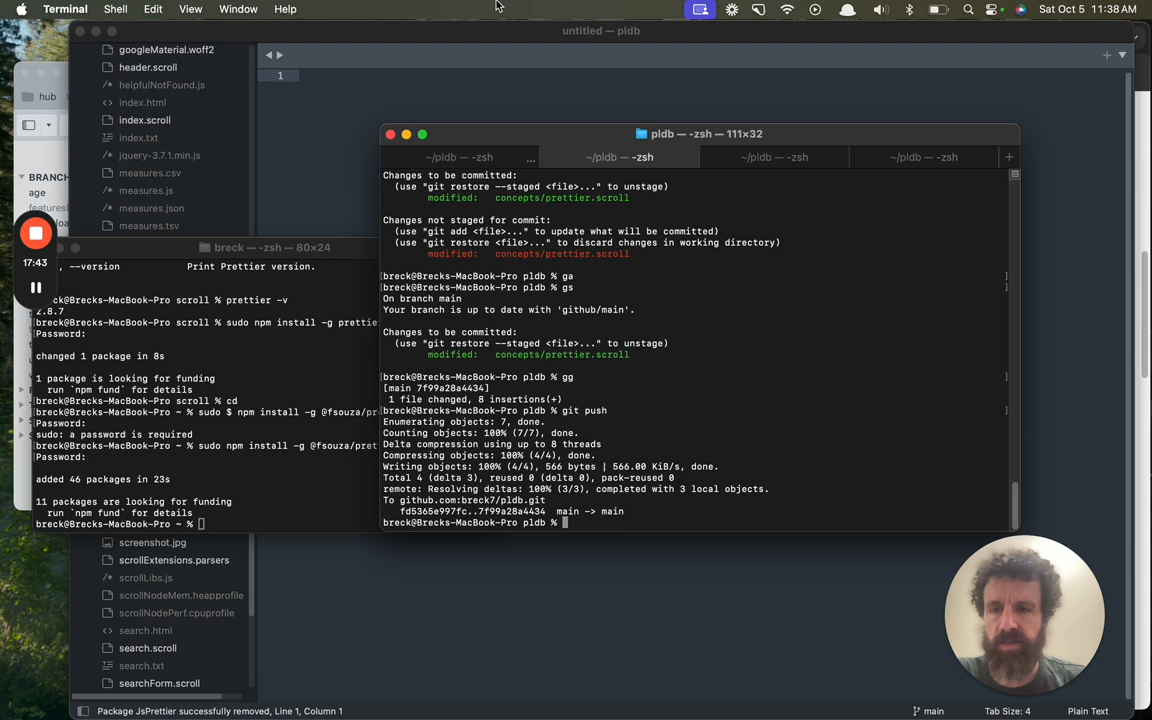 Terminal Shell Edit View Window Help
Sat Oct 5 11:38 AM
untitled — pldb
googleMaterial.woff2
header.scroll
helpfulNotFound.js
index.html
index.scroll
index.txt
jquery-3.7.1.min.js
measures.csv
measures.js
measures.json
measures.tsv
1
hub
BRANCH
age
17:43
breck — -zsh — 80×24
, --version Print Prettier version.
eck@Brecks-MacBook-Pro scroll % prettier -v
2.8.7
[breck@Brecks-MacBook-Pro scroll % sudo npm install -g prettie
[Password:
changed 1 package in 8s
1 package is looking for funding
run `npm fund` for details
[breck@Brecks-MacBook-Pro scroll % cd
[breck@Brecks-MacBook-Pro ~ % sudo $ npm install -g @fsouza/pr
[Password:
sudo: a password is required
[breck@Brecks-MacBook-Pro ~ % sudo npm install -g @fsouza/pret
[Password:
added 46 packages in 23s
11 packages are looking for funding
run `npm fund` for details
breck@Brecks-MacBook-Pro ~ %
pldb — -zsh — 111×32
~/pldb — -zsh ... ~/pldb — -zsh ~/pldb — -zsh ~/pldb — -zsh +
Changes to be committed:
(use "git restore --staged <file>..." to unstage)
modified: concepts/prettier.scroll
Changes not staged for commit:
(use "git add <file>..." to update what will be committed)
(use "git restore <file>..." to discard changes in working directory)
modified: concepts/prettier.scroll
[breck@Brecks-MacBook-Pro pldb % ga ]
[breck@Brecks-MacBook-Pro pldb % gs ]
On branch main
Your branch is up to date with 'github/main'.
Changes to be committed:
(use "git restore --staged <file>..." to unstage)
modified: concepts/prettier.scroll
[breck@Brecks-MacBook-Pro pldb % gg ]
[main 7f99a28a4434]
1 file changed, 8 insertions(+)
[breck@Brecks-MacBook-Pro pldb % git push ]
Enumerating objects: 7, done.
Counting objects: 100% (7/7), done.
Delta compression using up to 8 threads
Compressing objects: 100% (4/4), done.
Writing objects: 100% (4/4), 566 bytes | 566.00 KiB/s, done.
Total 4 (delta 3), reused 0 (delta 0), pack-reused 0
remote: Resolving deltas: 100% (3/3), completed with 3 local objects.
To github.com:breck7/pldb.git
fd5365e997fc..7f99a28a4434 main -> main
breck@Brecks-MacBook-Pro pldb %
screenshot.jpg
scrollExtensions.parsers
scrollLibs.js
scrollNodeMem.heapprofile
scrollNodePerf.cpuprofile
search.html
search.scroll
search.txt
searchForm.scroll
Package JsPrettier successfully removed, Line 1, Column 1
main
Tab Size: 4
Plain Text